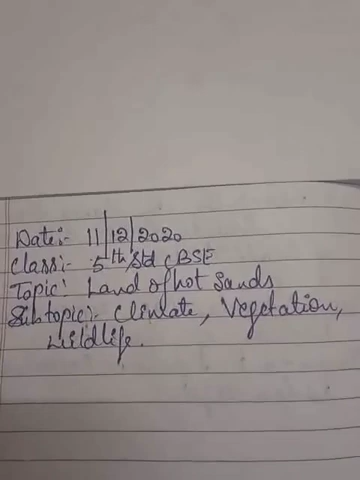 Date:- 11/12/2020
Class:- 5th Std CBSE
Topic: Land of hot Sands
Subtopic:- Climate, Vegetation,
Wildlife.